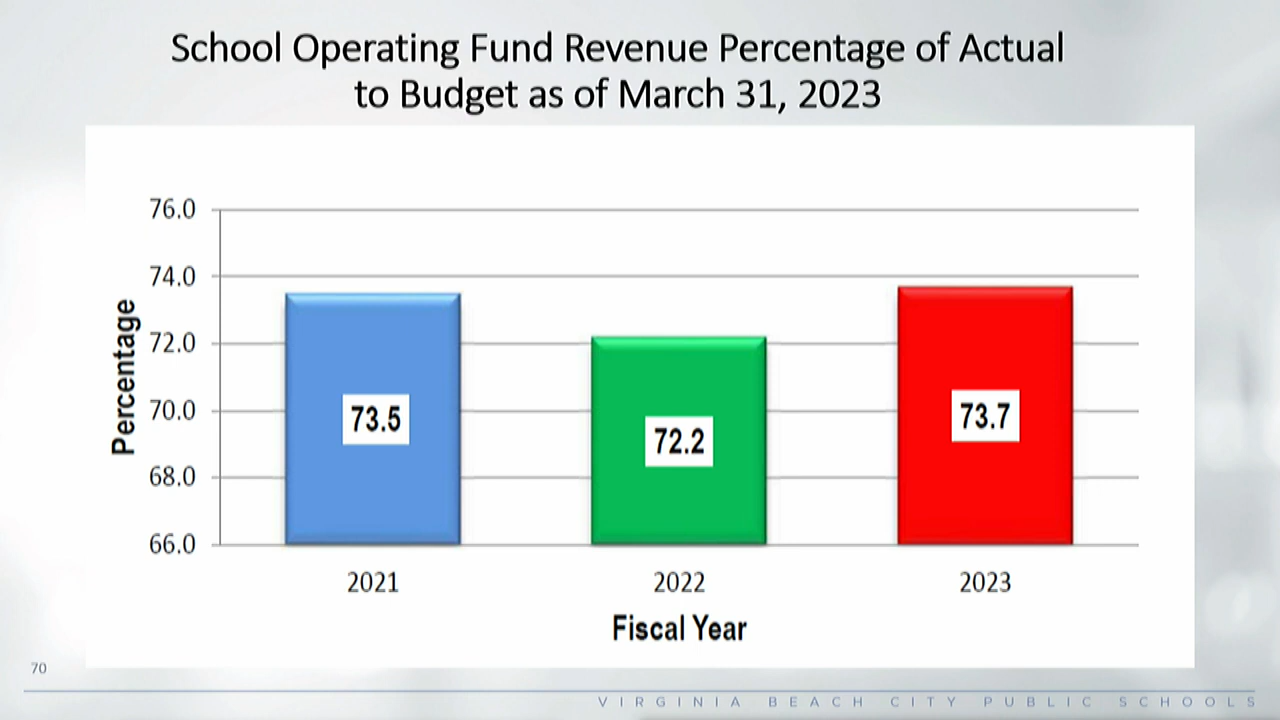 School Operating Fund Revenue Percentage of Actual
to Budget as of March 31, 2023
76.0
74.0
72.0
70.0
68.0
66.0
Percentage
73.5
72.2
73.7
2021
2022
2023
Fiscal Year
70
VIRGINIA BEACH CITY PUBLIC SCHOOLS